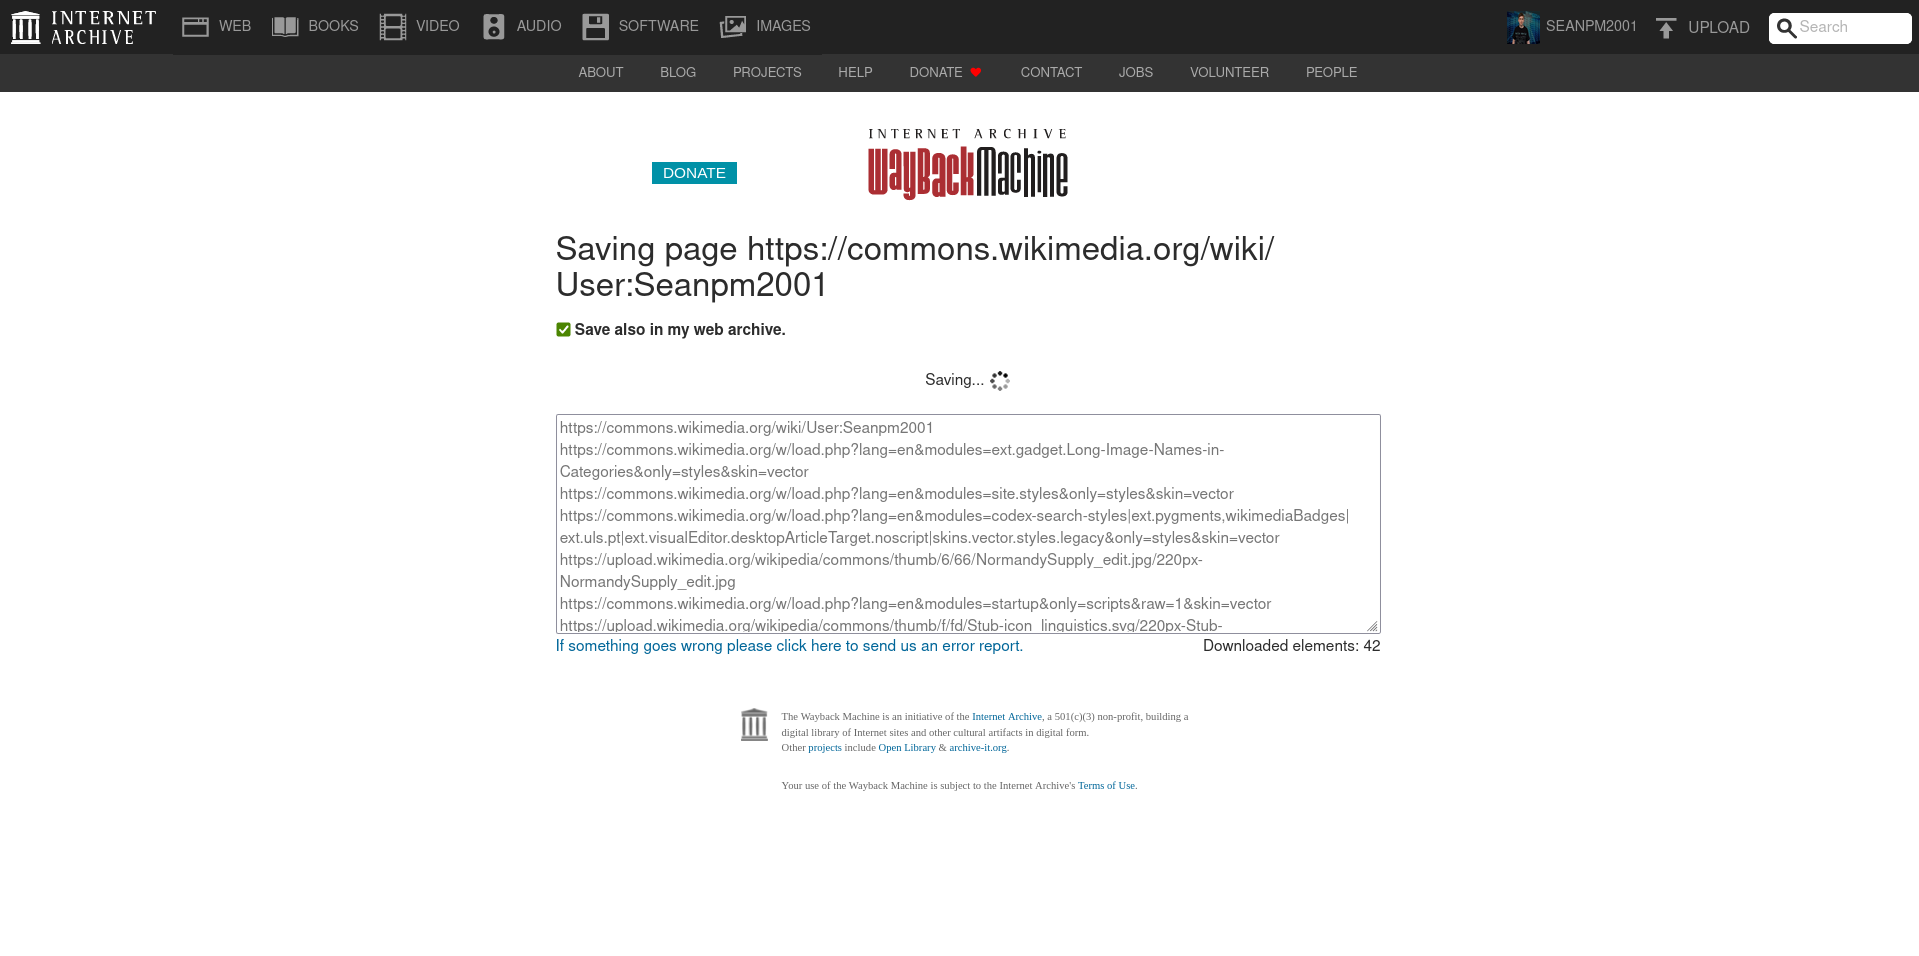 INTERNET
ARCHIVE
WEB
BOOKS
VIDEO
AUDIO
SOFTWARE
IMAGES
SEANPM2001
UPLOAD
Search
ABOUT
BLOG
PROJECTS
HELP
DONATE
CONTACT
JOBS
VOLUNTEER
PEOPLE
DONATE
INTERNET ARCHIVE
WayBackMachine
Saving page https://commons.wikimedia.org/wiki/
User:Seanpm2001
Save also in my web archive.
Saving...
https://commons.wikimedia.org/wiki/User:Seanpm2001
https://commons.wikimedia.org/w/load.php?lang=en&modules=ext.gadget.Long-Image-Names-in-
Categories&only=styles&skin=vector
https://commons.wikimedia.org/w/load.php?lang=en&modules=site.styles&only=styles&skin=vector
https://commons.wikimedia.org/w/load.php?lang=en&modules=codex-search-styles|ext.pygments,wikimediaBadges|
ext.uls.pt|ext.visualEditor.desktopArticleTarget.noscript|skins.vector.styles.legacy&only=styles&skin=vector
https://upload.wikimedia.org/wikipedia/commons/thumb/6/66/NormandySupply_edit.jpg/220px-
NormandySupply_edit.jpg
https://commons.wikimedia.org/w/load.php?lang=en&modules=startup&only=scripts&raw=1&skin=vector
https://upload.wikimedia.org/wikipedia/commons/thumb/f/fd/Stub-icon_linguistics.svg/220px-Stub-
If something goes wrong please click here to send us an error report.
Downloaded elements: 42
The Wayback Machine is an initiative of the Internet Archive, a 501(c)(3) non-profit, building a
digital library of Internet sites and other cultural artifacts in digital form.
Other projects include Open Library & archive-it.org.
Your use of the Wayback Machine is subject to the Internet Archive's Terms of Use.